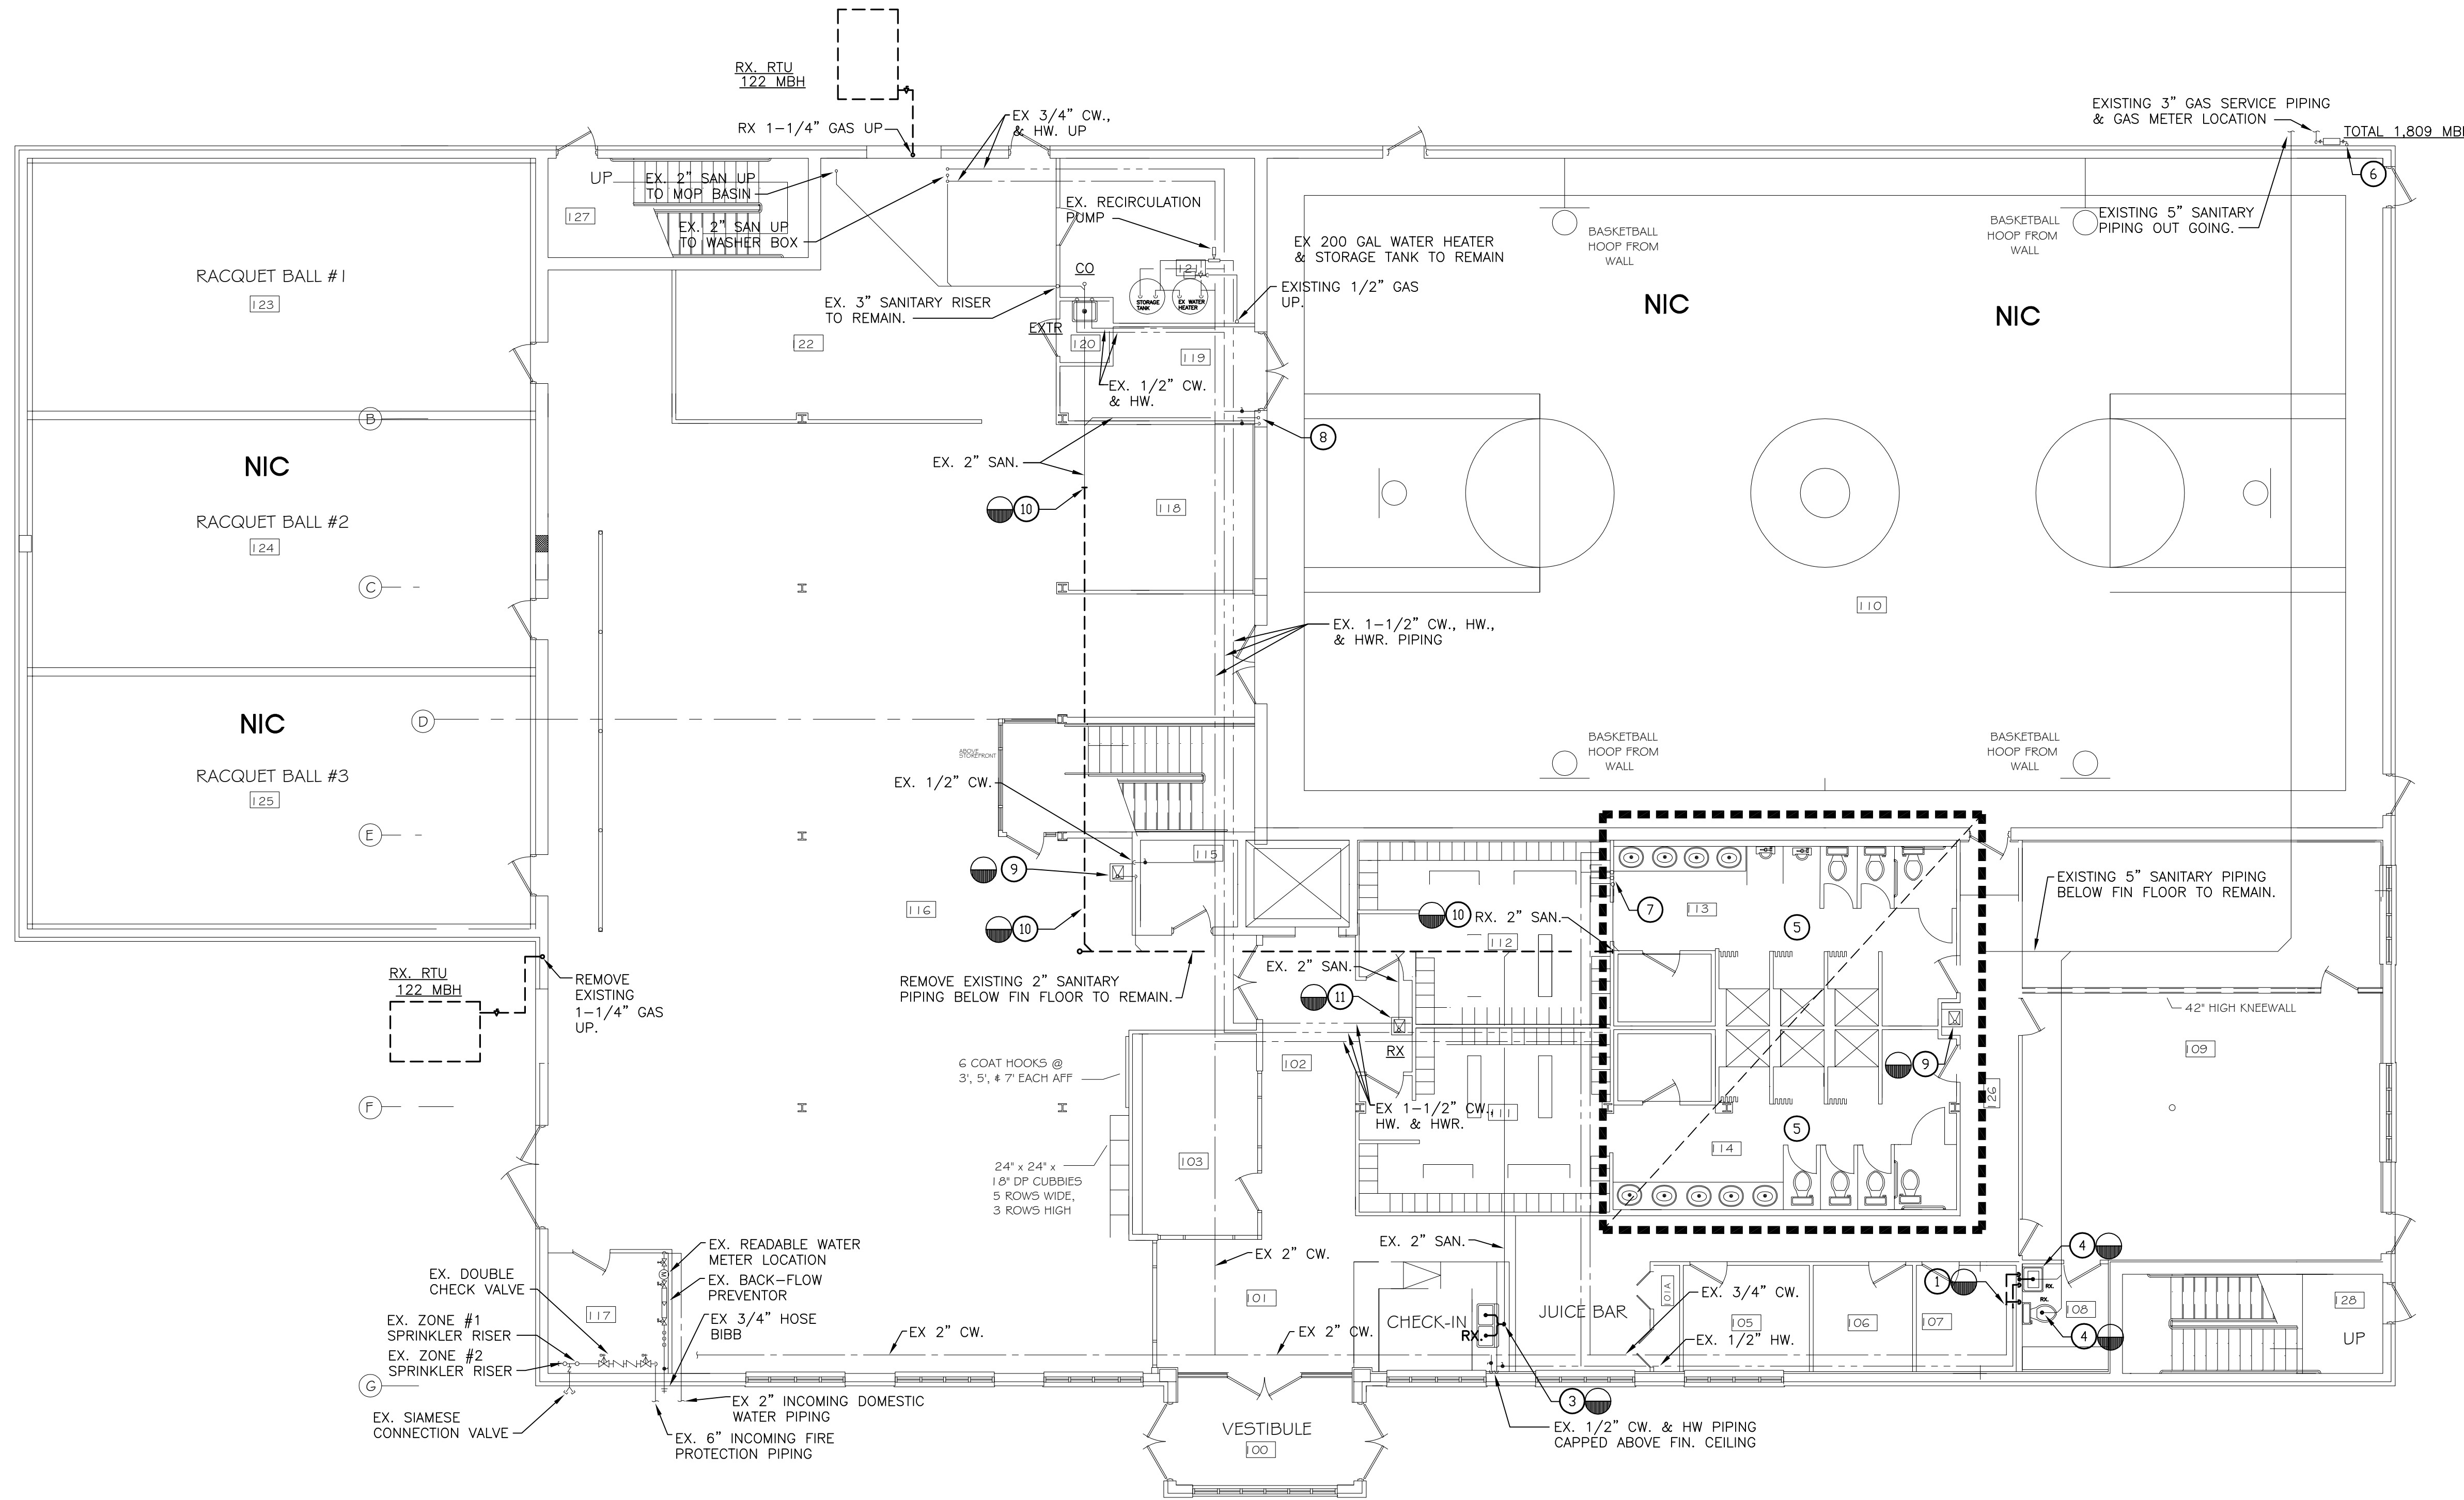 RX. RTU
122 MBH
RX 1-1/4" GAS UP
EX 3/4" CW.,
& HW. UP
EXISTING 3" GAS SERVICE PIPING
& GAS METER LOCATION
TOTAL 1,809
6
UP
127
EX. 2" SAN UP
TO MOP BASIN
EX. 2" SAN UP
TO WASHER BOX
EX. RECIRCULATION
PUMP
EX 200 GAL WATER HEATER
& STORAGE TANK TO REMAIN
BASKETBALL
HOOP FROM
WALL
BASKETBALL
HOOP FROM
WALL
EXISTING 5" SANITARY
PIPING OUT GOING.
RACQUET BALL #1
123
CO
121
STORAGE
TANK
EX WATER
HEATER
EXISTING 1/2" GAS
UP.
NIC
NIC
EX. 3" SANITARY RISER
TO REMAIN.
EXTR
122
120
119
EX. 1/2" CW.
& HW.
B
8
NIC
EX. 2" SAN.
10
118
RACQUET BALL #2
124
C
110
EX. 1-1/2" CW., HW.,
& HWR. PIPING
NIC
D
ABOVE
STOREFRONT
BASKETBALL
HOOP FROM
WALL
BASKETBALL
HOOP FROM
WALL
RACQUET BALL #3
125
EX. 1/2" CW.
E
115
9
116
10
10
RX. 2" SAN.
7
113
5
EXISTING 5" SANITARY PIPING
BELOW FIN FLOOR TO REMAIN.
112
RX. RTU
122 MBH
REMOVE
EXISTING
1-1/4" GAS
UP.
REMOVE EXISTING 2" SANITARY
PIPING BELOW FIN FLOOR TO REMAIN.
EX. 2" SAN.
11
RX
42" HIGH KNEEWALL
109
9
6 COAT HOOKS @
3', 5', & 7' EACH AFF
102
126
F
EX 1-1/2" CW.,
HW. & HWR.
111
5
114
103
24" x 24" x
18" DP CUBBIES
5 ROWS WIDE,
3 ROWS HIGH
EX. READABLE WATER
METER LOCATION
EX. DOUBLE
CHECK VALVE
EX. BACK-FLOW
PREVENTOR
EX 2" CW.
EX. 2" SAN.
4
1
RX.
RX.
108
117
EX. ZONE #1
SPRINKLER RISER
EX. ZONE #2
SPRINKLER RISER
EX 3/4" HOSE
BIBB
EX 2" CW.
101
EX 2" CW.
CHECK-IN
RX.
JUICE BAR
101A
EX. 3/4" CW.
105
EX. 1/2" HW.
106
107
4
128
UP
G
EX. SIAMESE
CONNECTION VALVE
EX 2" INCOMING DOMESTIC
WATER PIPING
EX. 6" INCOMING FIRE
PROTECTION PIPING
VESTIBULE
100
3
EX. 1/2" CW. & HW PIPING
CAPPED ABOVE FIN. CEILING